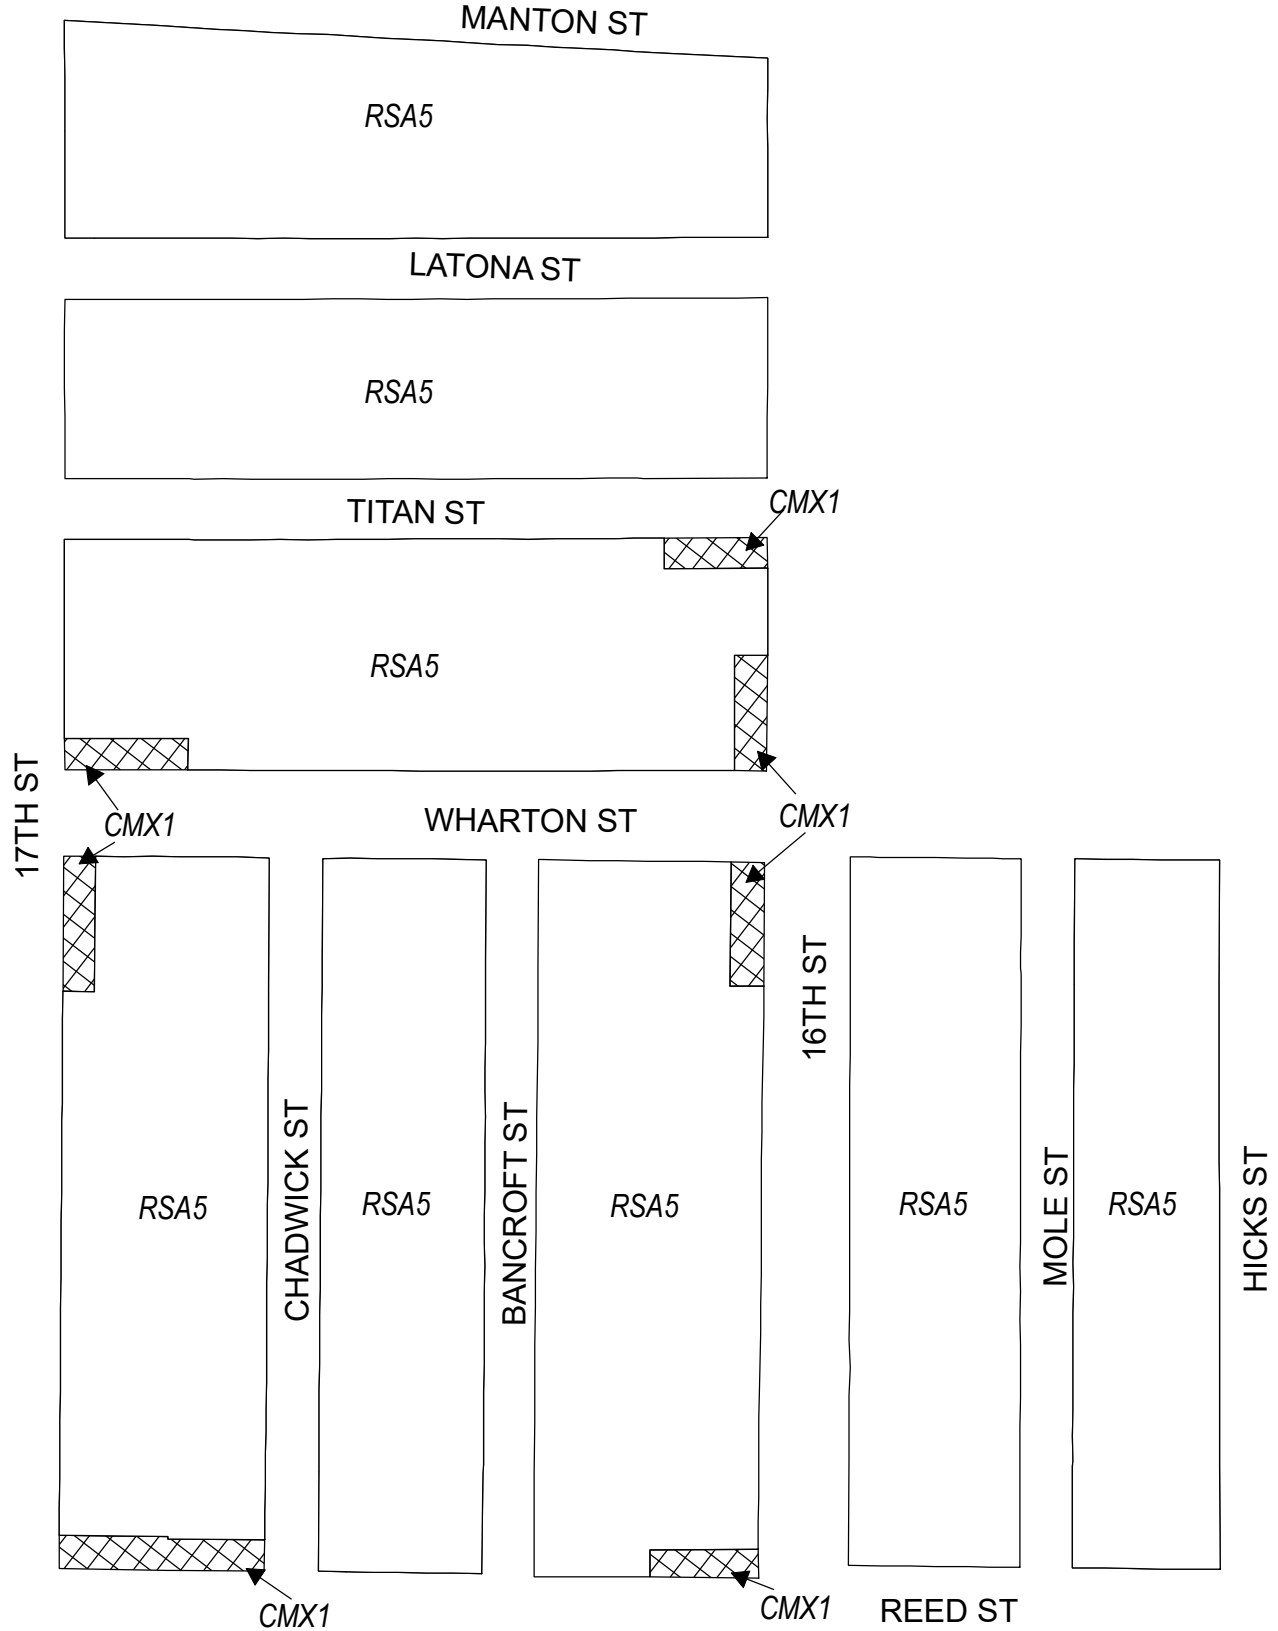 MANTON ST
RSA5
LATONA ST
RSA5
TITAN ST
CMX1
RSA5
17TH ST
CMX1
WHARTON ST
CMX1
16TH ST
CHADWICK ST
BANCROFT ST
MOLE ST
HICKS ST
RSA5
RSA5
RSA5
RSA5
RSA5
CMX1
CMX1
REED ST